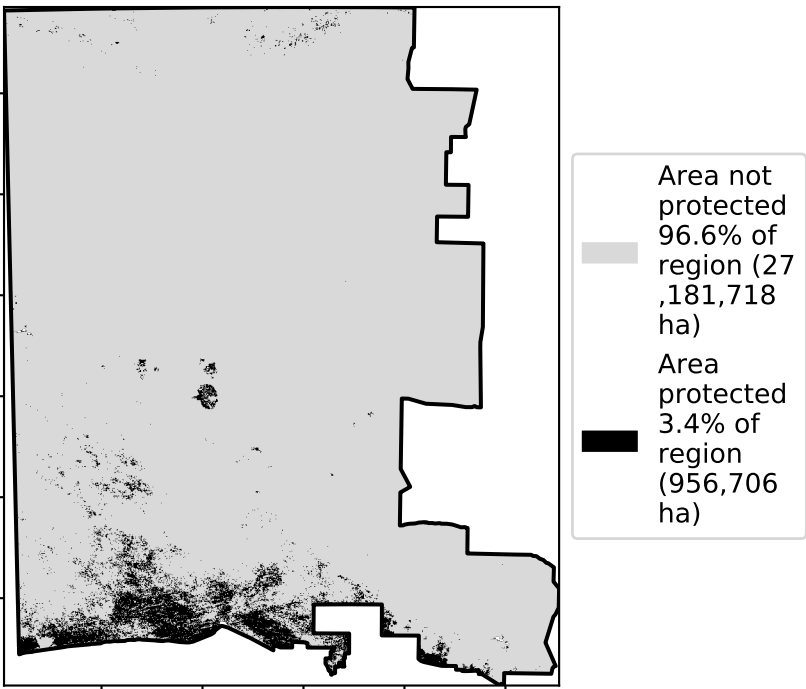 Area not
protected
96.6% of
region (27
,181,718
ha)
Area
protected
3.4% of
region
(956,706
ha)